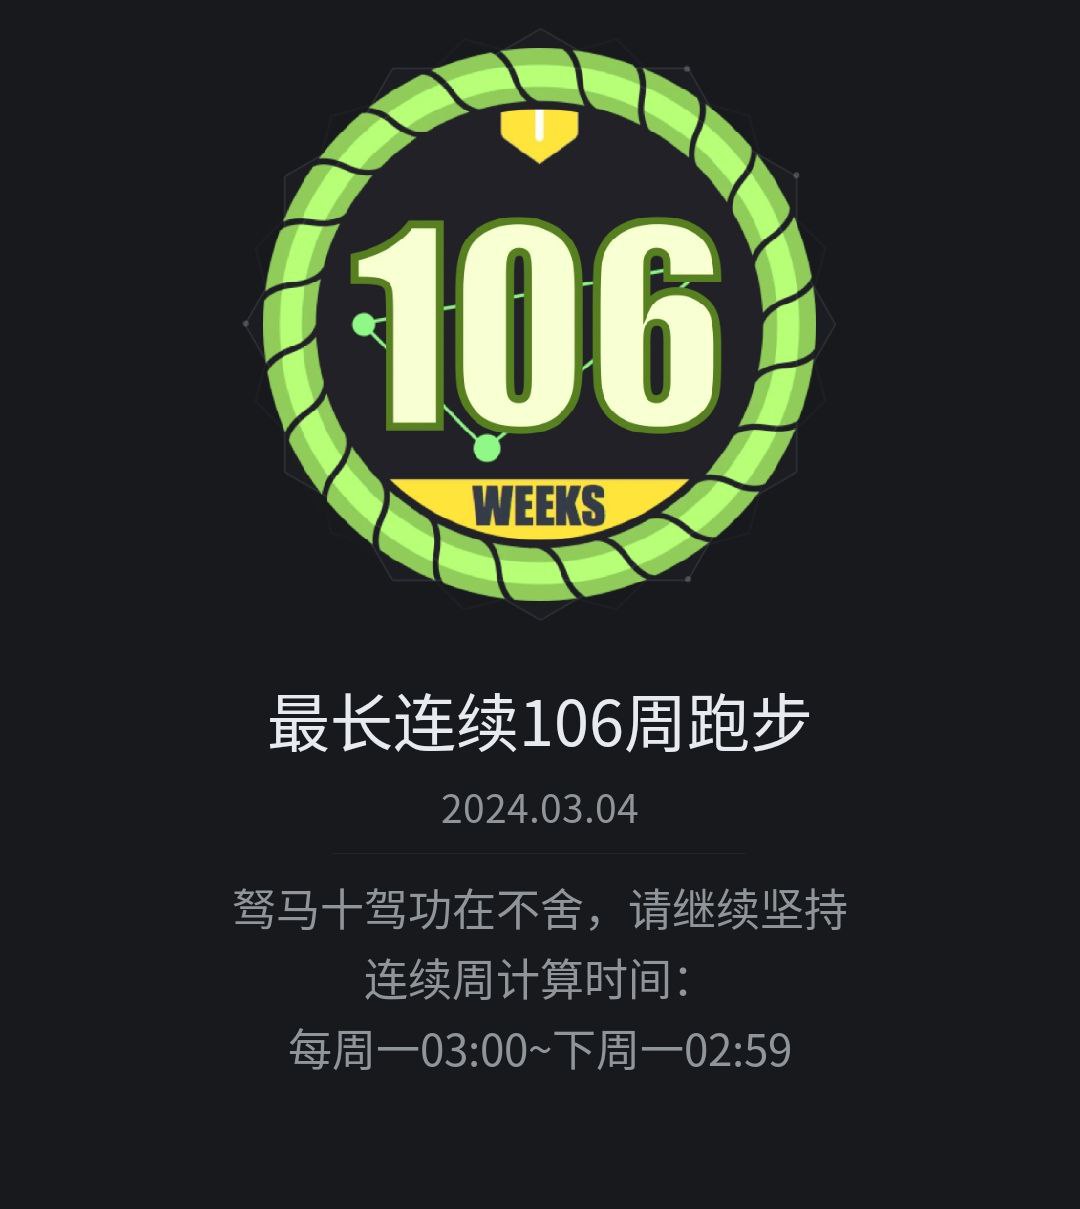 106
WEEKS
最长连续106周跑步
2024.03.04
驽马十驾功在不舍，请继续坚持
连续周计算时间：
每周一03:00~下周一02:59